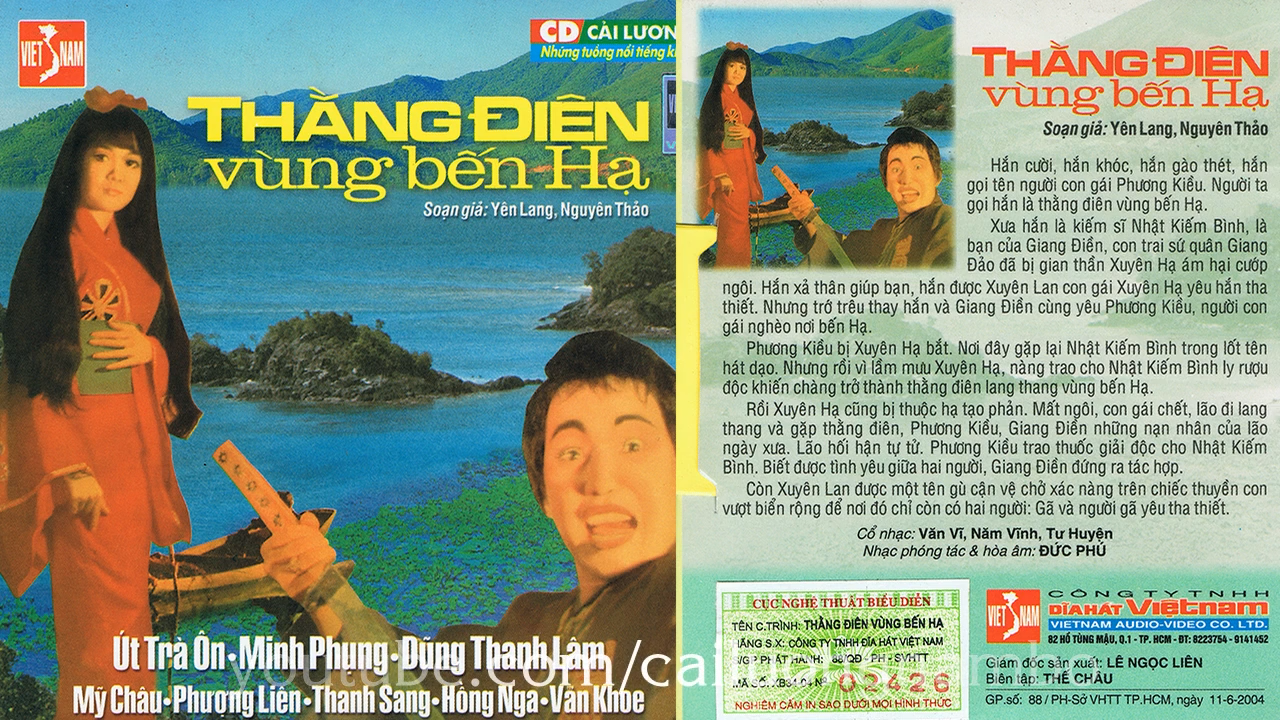 VIỆT NAM
CD CẢI LƯƠN
Những tuồng nổi tiếng k
THẰNG ĐIÊN
vùng bến Hạ
Soạn giả: Yên Lang, Nguyên Thảo
Út Trà Ôn • Minh Phụng • Dũng Thanh Lâm
Mỹ Châu • Phượng Liên • Thanh Sang • Hồng Nga • Văn Khỏe
THẰNG ĐIÊN
vùng bến Hạ
Soạn giả: Yên Lang, Nguyên Thảo
Hắn cười, hắn khóc, hắn gào thét, hắn
gọi tên người con gái Phương Kiều. Người ta
gọi hắn là thằng điên vùng bến Hạ.
Xưa hắn là kiếm sĩ Nhật Kiếm Bình, là
bạn của Giang Điền, con trai sứ quân Giang
Đảo đã bị gian thần Xuyên Hạ ám hại cướp
ngôi. Hắn xả thân giúp bạn, hắn được Xuyên Lan con gái Xuyên Hạ yêu hắn tha
thiết. Nhưng trớ trêu thay hắn và Giang Điền cùng yêu Phương Kiều, người con
gái nghèo nơi bến Hạ.
Phương Kiều bị Xuyên Hạ bắt. Nơi đây gặp lại Nhật Kiếm Bình trong lốt tên
hát dạo. Nhưng rồi vì lầm mưu Xuyên Hạ, nàng trao cho Nhật Kiếm Bình ly rượu
độc khiến chàng trở thành thằng điên lang thang vùng bến Hạ.
Rồi Xuyên Hạ cũng bị thuộc hạ tạo phản. Mất ngôi, con gái chết, lão đi lang
thang và gặp thằng điên, Phương Kiều, Giang Điền những nạn nhân của lão
ngày xưa. Lão hối hận tự tử. Phương Kiều trao thuốc giải độc cho Nhật Kiếm
Bình. Biết được tình yêu giữa hai người, Giang Điền đứng ra tác hợp.
Còn Xuyên Lan được một tên gù cận vệ chở xác nàng trên chiếc thuyền con
vượt biển rộng để nơi đó chỉ còn có hai người: Gã và người gã yêu tha thiết.
Cổ nhạc: Văn Vĩ, Năm Vĩnh, Tư Huyện
Nhạc phóng tác & hòa âm: ĐỨC PHÚ
CỤC NGHỆ THUẬT BIỂU DIỄN
TÊN C.TRÌNH: THẰNG ĐIÊN VÙNG BẾN HẠ
HÃNG S.X: CÔNG TY TNHH ĐĨA HÁT VIỆT NAM
S/GP PHÁT HÀNH: 88/QĐ - PH - SVHTT
MÃ SỐ: Nº 02426
NGHIÊM CẤM IN SAO DƯỚI MỌI HÌNH THỨC
VIỆT NAM
CÔNG TY TNHH
ĐĨA HÁT Việt nam
VIETNAM AUDIO-VIDEO CO. LTD.
82 HỒ TÙNG MẬU, Q.1 - TP. HCM - ĐT: 8223754 - 9141452
Giám đốc sản xuất: LÊ NGỌC LIÊN
Biên tập: THẾ CHÂU
GP.số: 88 / PH-Sở VHTT TP.HCM, ngày 11-6-2004